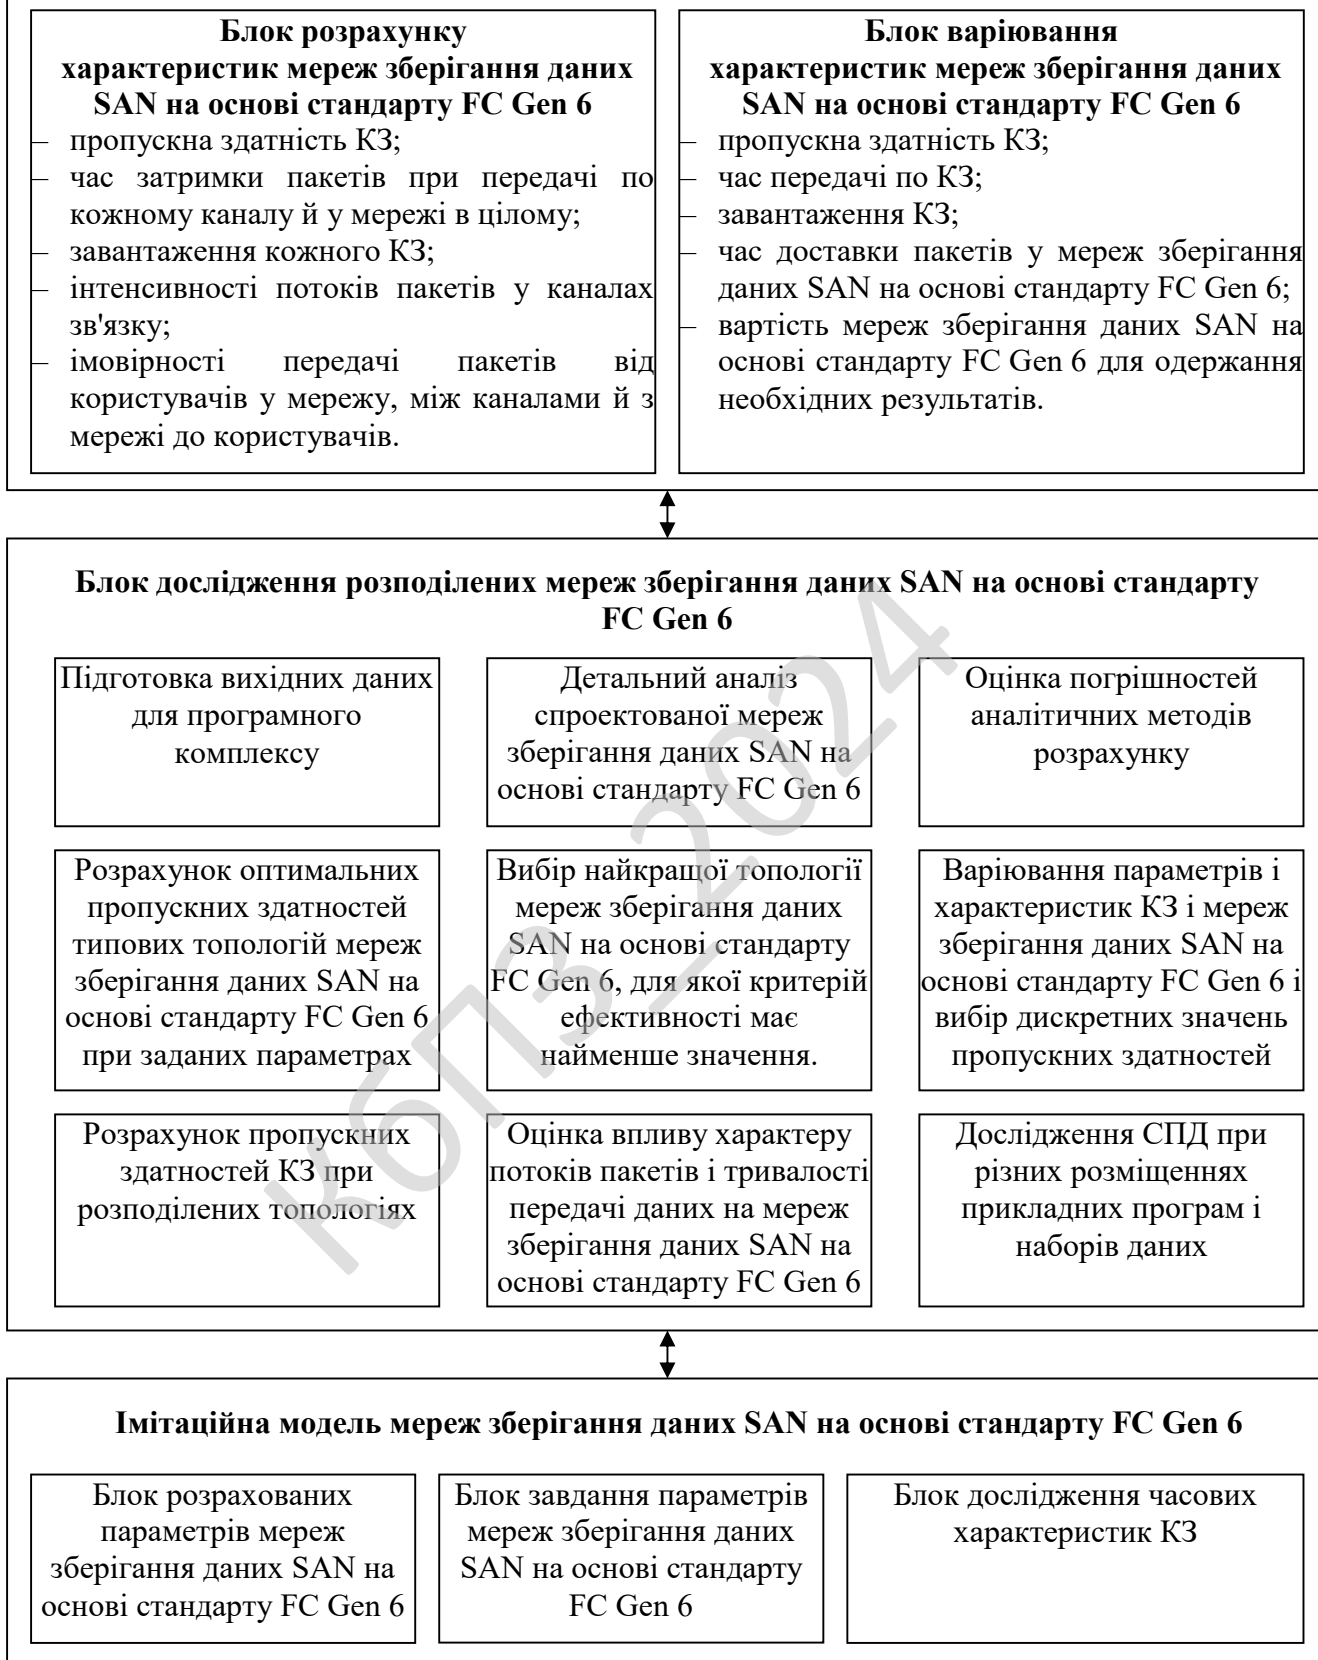 Блок розрахунку
характеристик мереж зберігання даних
SAN на основі стандарту FC Gen 6
– пропускна здатність КЗ;
– час затримки пакетів при передачі по
кожному каналу й у мережі в цілому;
– завантаження кожного КЗ;
– інтенсивності потоків пакетів у каналах
зв'язку;
– імовірності передачі пакетів від
користувачів у мережу, між каналами й з
мережі до користувачів.
Блок варіювання
характеристик мереж зберігання даних
SAN на основі стандарту FC Gen 6
– пропускна здатність КЗ;
– час передачі по КЗ;
– завантаження КЗ;
– час доставки пакетів у мереж зберігання
даних SAN на основі стандарту FC Gen 6;
– вартість мереж зберігання даних SAN на
основі стандарту FC Gen 6 для одержання
необхідних результатів.
Блок дослідження розподілених мереж зберігання даних SAN на основі стандарту
FC Gen 6
Підготовка вихідних даних
для програмного
комплексу
Детальний аналіз
спроектованої мереж
зберігання даних SAN на
основі стандарту FC Gen 6
Оцінка погрішностей
аналітичних методів
розрахунку
Розрахунок оптимальних
пропускних здатностей
типових топологій мереж
зберігання даних SAN на
основі стандарту FC Gen 6
при заданих параметрах
Вибір найкращої топології
мереж зберігання даних
SAN на основі стандарту
FC Gen 6, для якої критерій
ефективності має
найменше значення.
Варіювання параметрів і
характеристик КЗ і мереж
зберігання даних SAN на
основі стандарту FC Gen 6 і
вибір дискретних значень
пропускних здатностей
Розрахунок пропускних
здатностей КЗ при
розподілених топологіях
Оцінка впливу характеру
потоків пакетів і тривалості
передачі даних на мереж
зберігання даних SAN на
основі стандарту FC Gen 6
Дослідження СПД при
різних розміщеннях
прикладних програм і
наборів даних
КбПЗ_2024
Імітаційна модель мереж зберігання даних SAN на основі стандарту FC Gen 6
Блок розрахованих
параметрів мереж
зберігання даних SAN на
основі стандарту FC Gen 6
Блок завдання параметрів
мереж зберігання даних
SAN на основі стандарту
FC Gen 6
Блок дослідження часових
характеристик КЗ